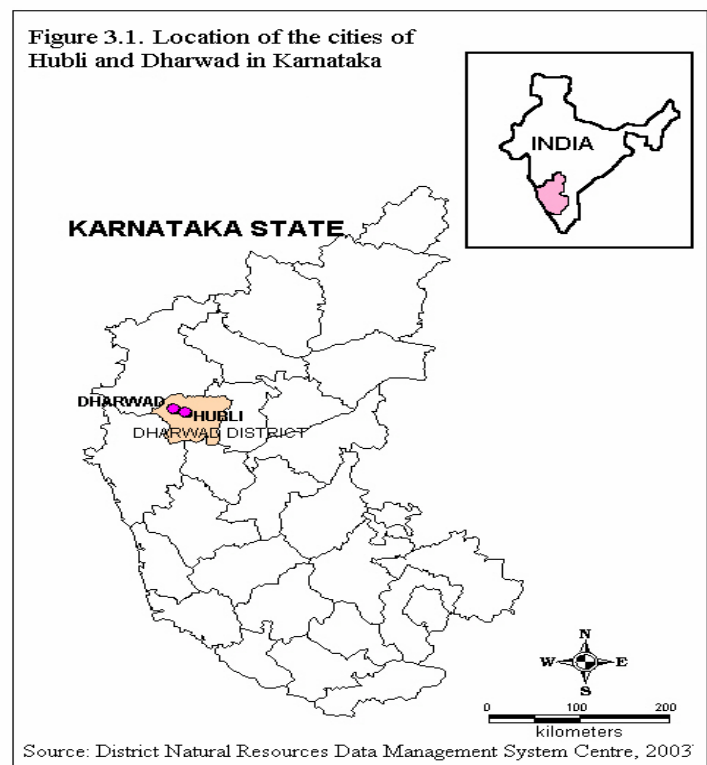 Figure 3.1. Location of the cities of
Hubli and Dharwad in Karnataka
INDIA
KARNATAKA STATE
DHARWAD
HUBLI
DHARWAD DISTRICT
N
W E
S
0 100 200
kilometers
Source: District Natural Resources Data Management System Centre, 2003